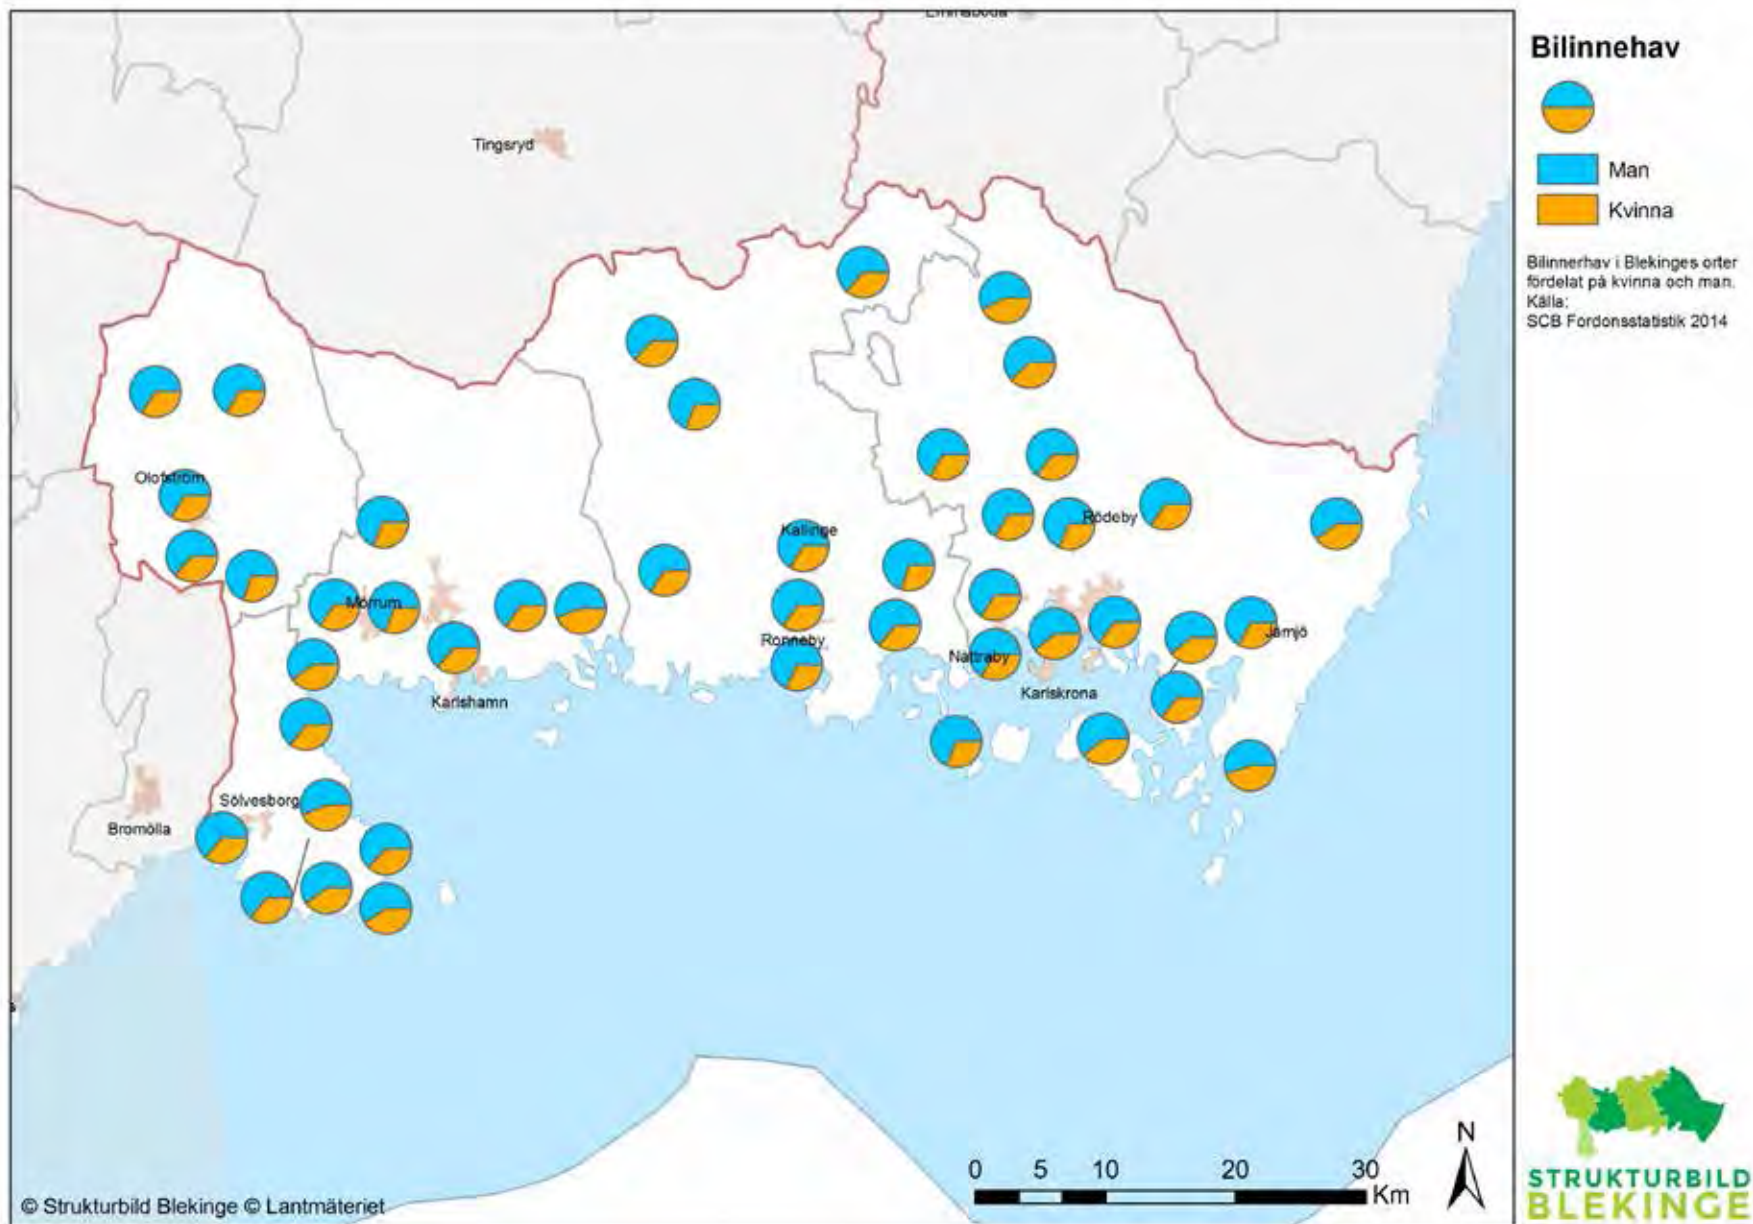 Emmaboda
Bilinnehav
Man
Kvinna
Bilinnerhav i Blekinges orter
fördelat på kvinna och man.
Källa:
SCB Fordonsstatistik 2014
Tingsryd
Olofström
Kallinge
Rödeby
Mörrum
Ronneby
Nättraby
Jämjö
Karlshamn
Karlskrona
Sölvesborg
Bromölla
0 5 10 20 30
Km
N
© Strukturbild Blekinge © Lantmäteriet
STRUKTURBILD
BLEKINGE